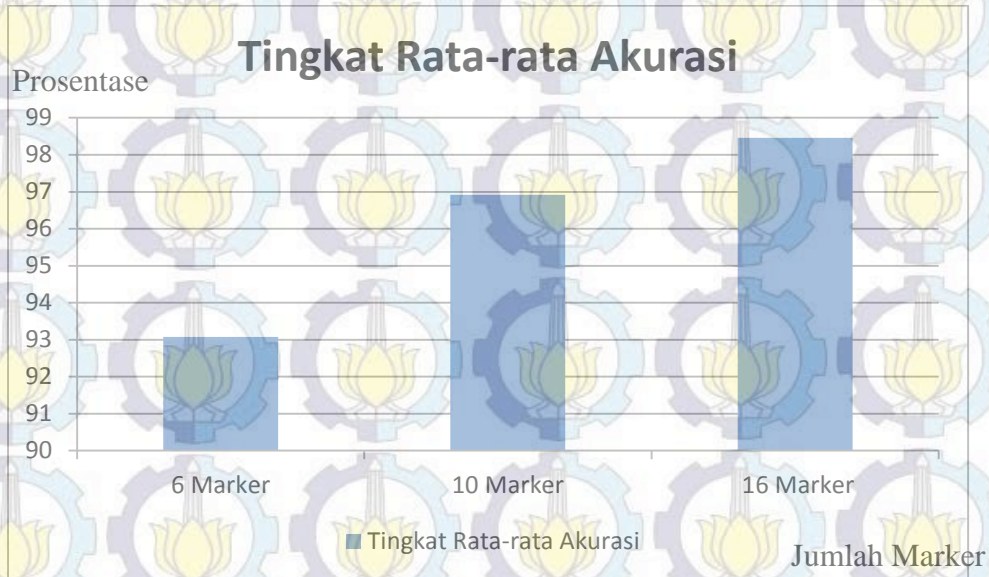 Tingkat Rata-rata Akurasi
Prosentase
99
98
97
96
95
94
93
92
91
90
6 Marker 10 Marker 16 Marker
Tingkat Rata-rata Akurasi
Jumlah Marker